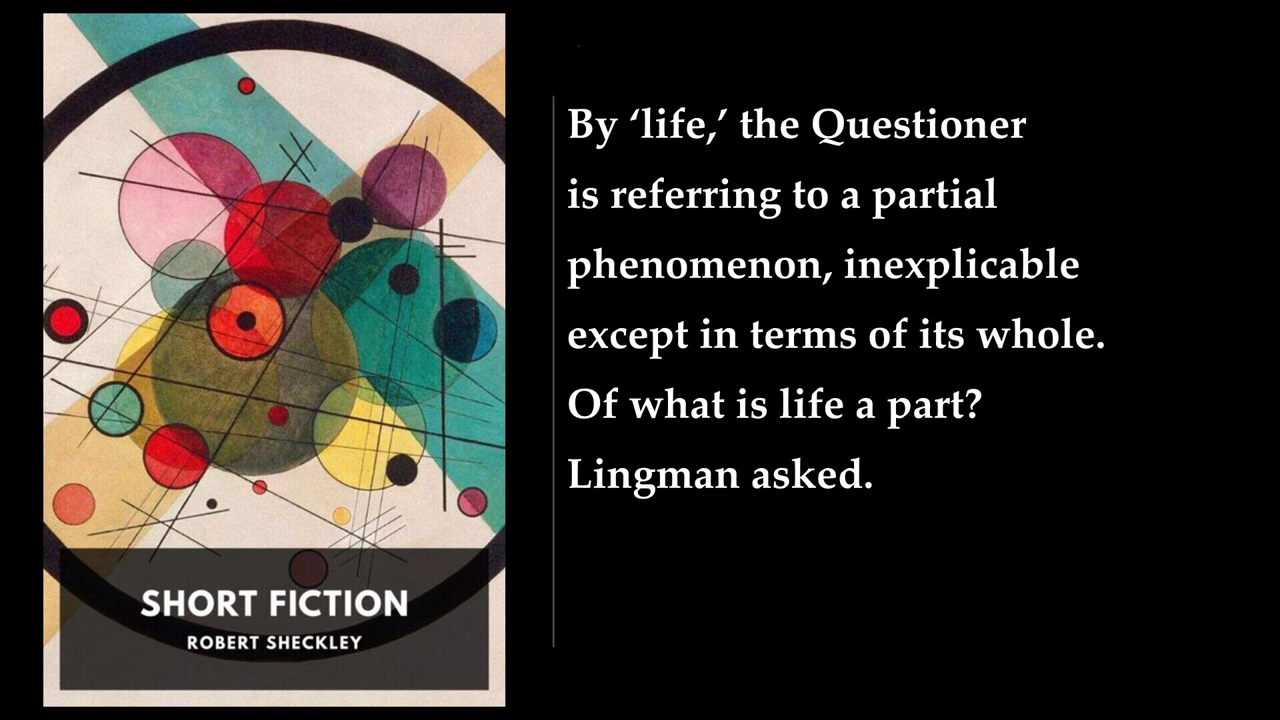 SHORT FICTION
ROBERT SHECKLEY
By ‘life,’ the Questioner
is referring to a partial
phenomenon, inexplicable
except in terms of its whole.
Of what is life a part?
Lingman asked.